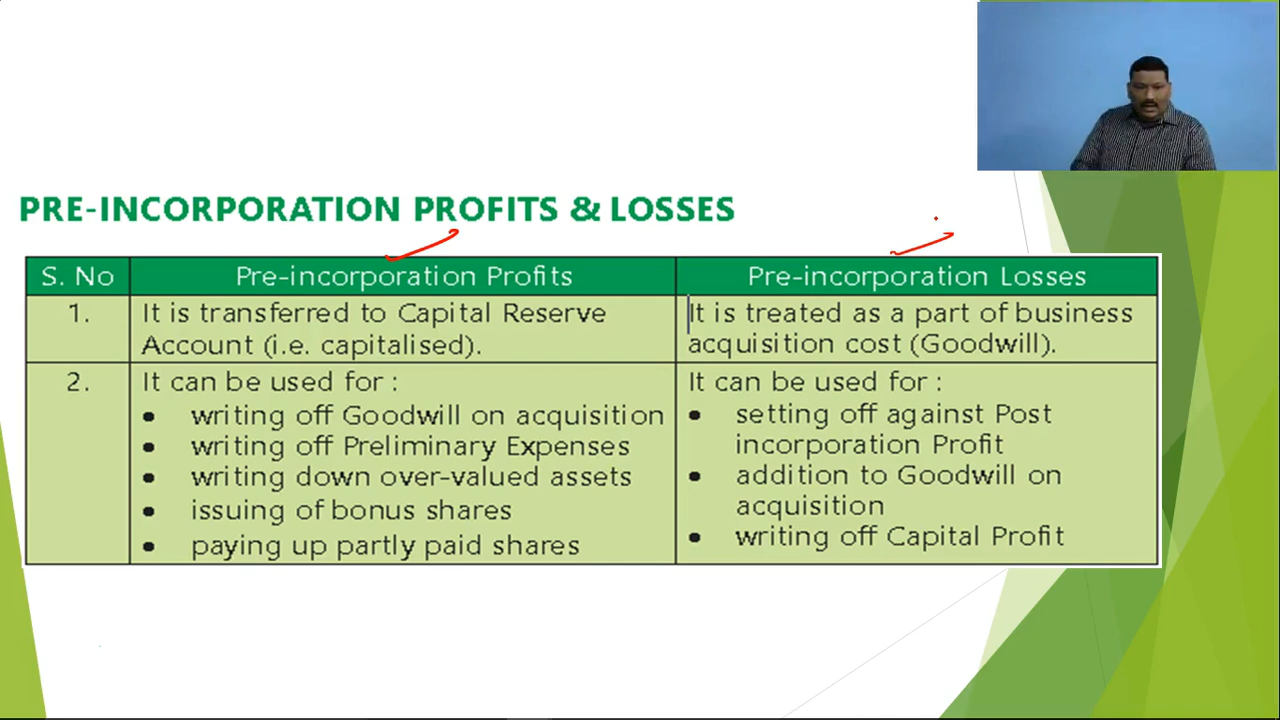 PRE-INCORPORATION PROFITS & LOSSES
S. No
Pre-incorporation Profits
Pre-incorporation Losses
1.
It is transferred to Capital Reserve
Account (i.e. capitalised).
It is treated as a part of business
acquisition cost (Goodwill).
2.
It can be used for :
• writing off Goodwill on acquisition
• writing off Preliminary Expenses
• writing down over-valued assets
• issuing of bonus shares
• paying up partly paid shares
It can be used for :
• setting off against Post
incorporation Profit
• addition to Goodwill on
acquisition
• writing off Capital Profit